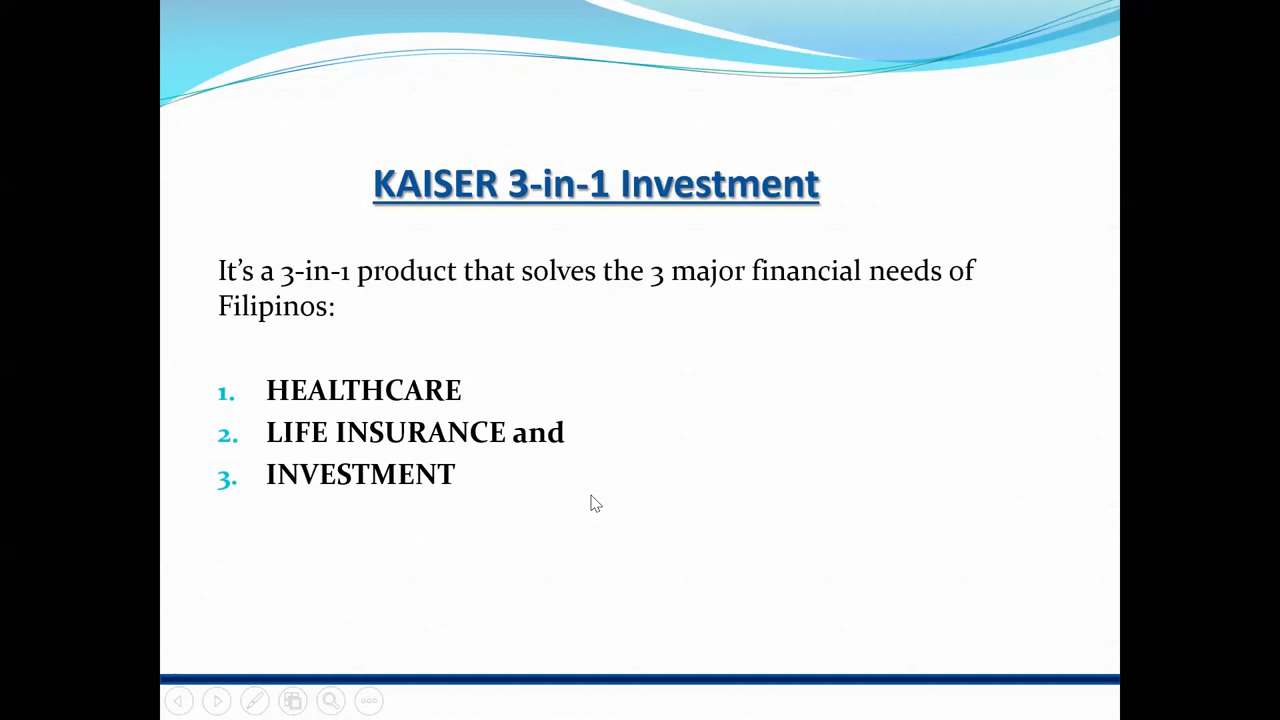 KAISER 3-in-1 Investment
It's a 3-in-1 product that solves the 3 major financial needs of
Filipinos:
1. HEALTHCARE
2. LIFE INSURANCE and
3. INVESTMENT